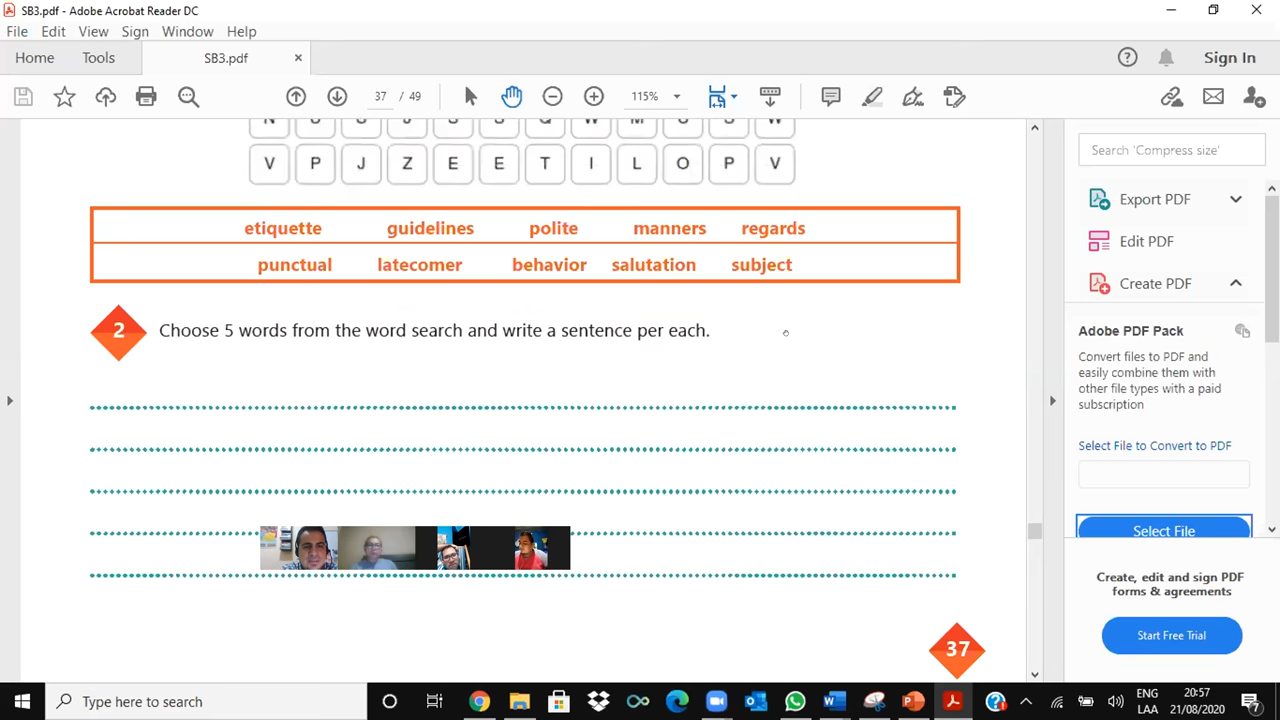 SB3.pdf - Adobe Acrobat Reader DC
File Edit View Sign Window Help
Home Tools SB3.pdf × Sign In
37 / 49 115%
V P J Z E E T I L O P V
etiquette guidelines polite manners regards
punctual latecomer behavior salutation subject
2 Choose 5 words from the word search and write a sentence per each.
37
Search 'Compress size'
Export PDF
Edit PDF
Create PDF
Adobe PDF Pack
Convert files to PDF and
easily combine them with
other file types with a paid
subscription
Select File to Convert to PDF
Select File
Create, edit and sign PDF
forms & agreements
Start Free Trial
Type here to search
ENG
LAA
20:57
21/08/2020
7